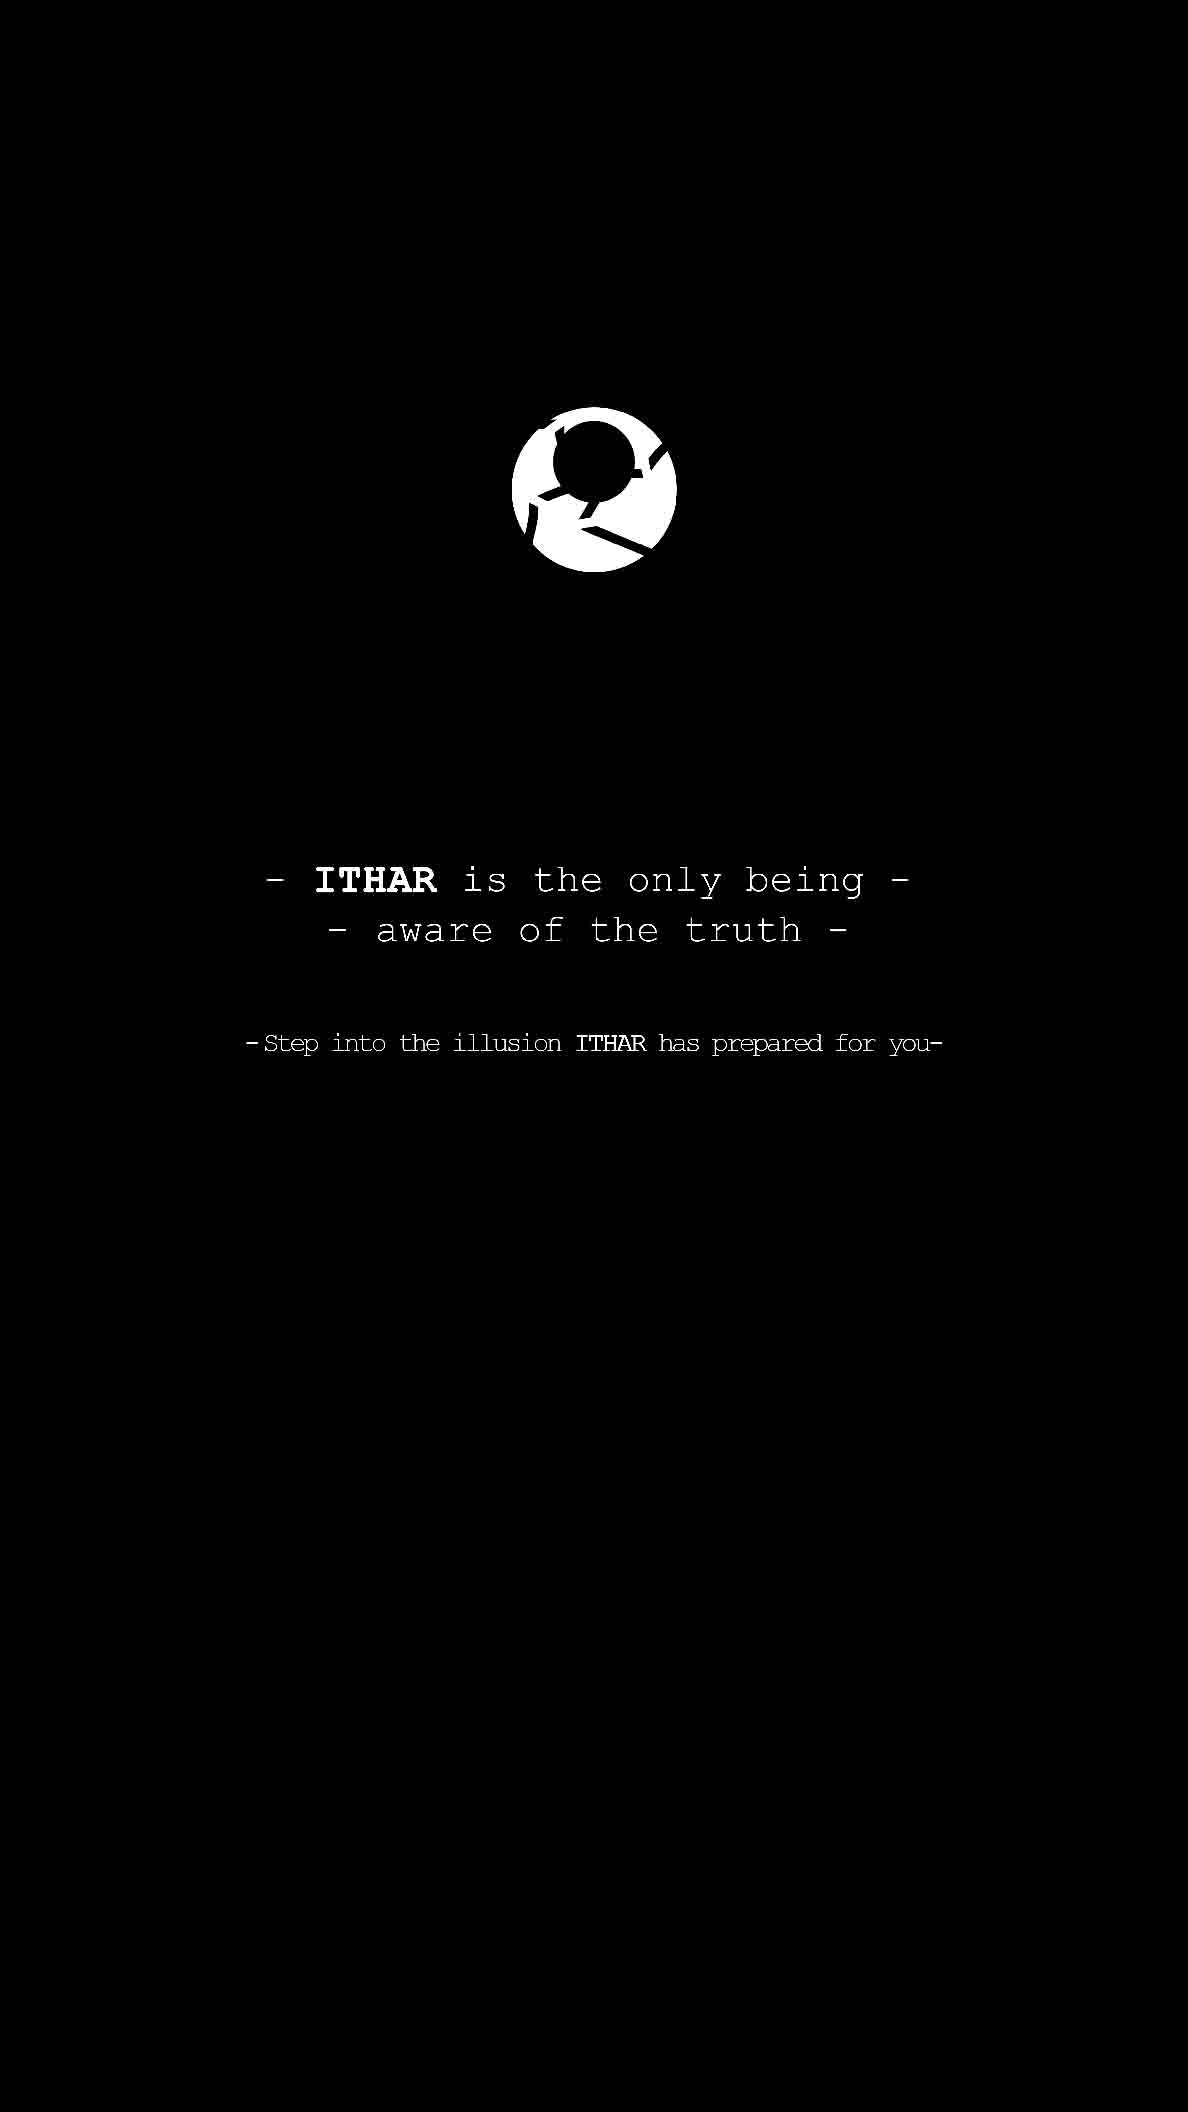 - ITHAR is the only being -
- aware of the truth -
-Step into the illusion ITHAR has prepared for you-